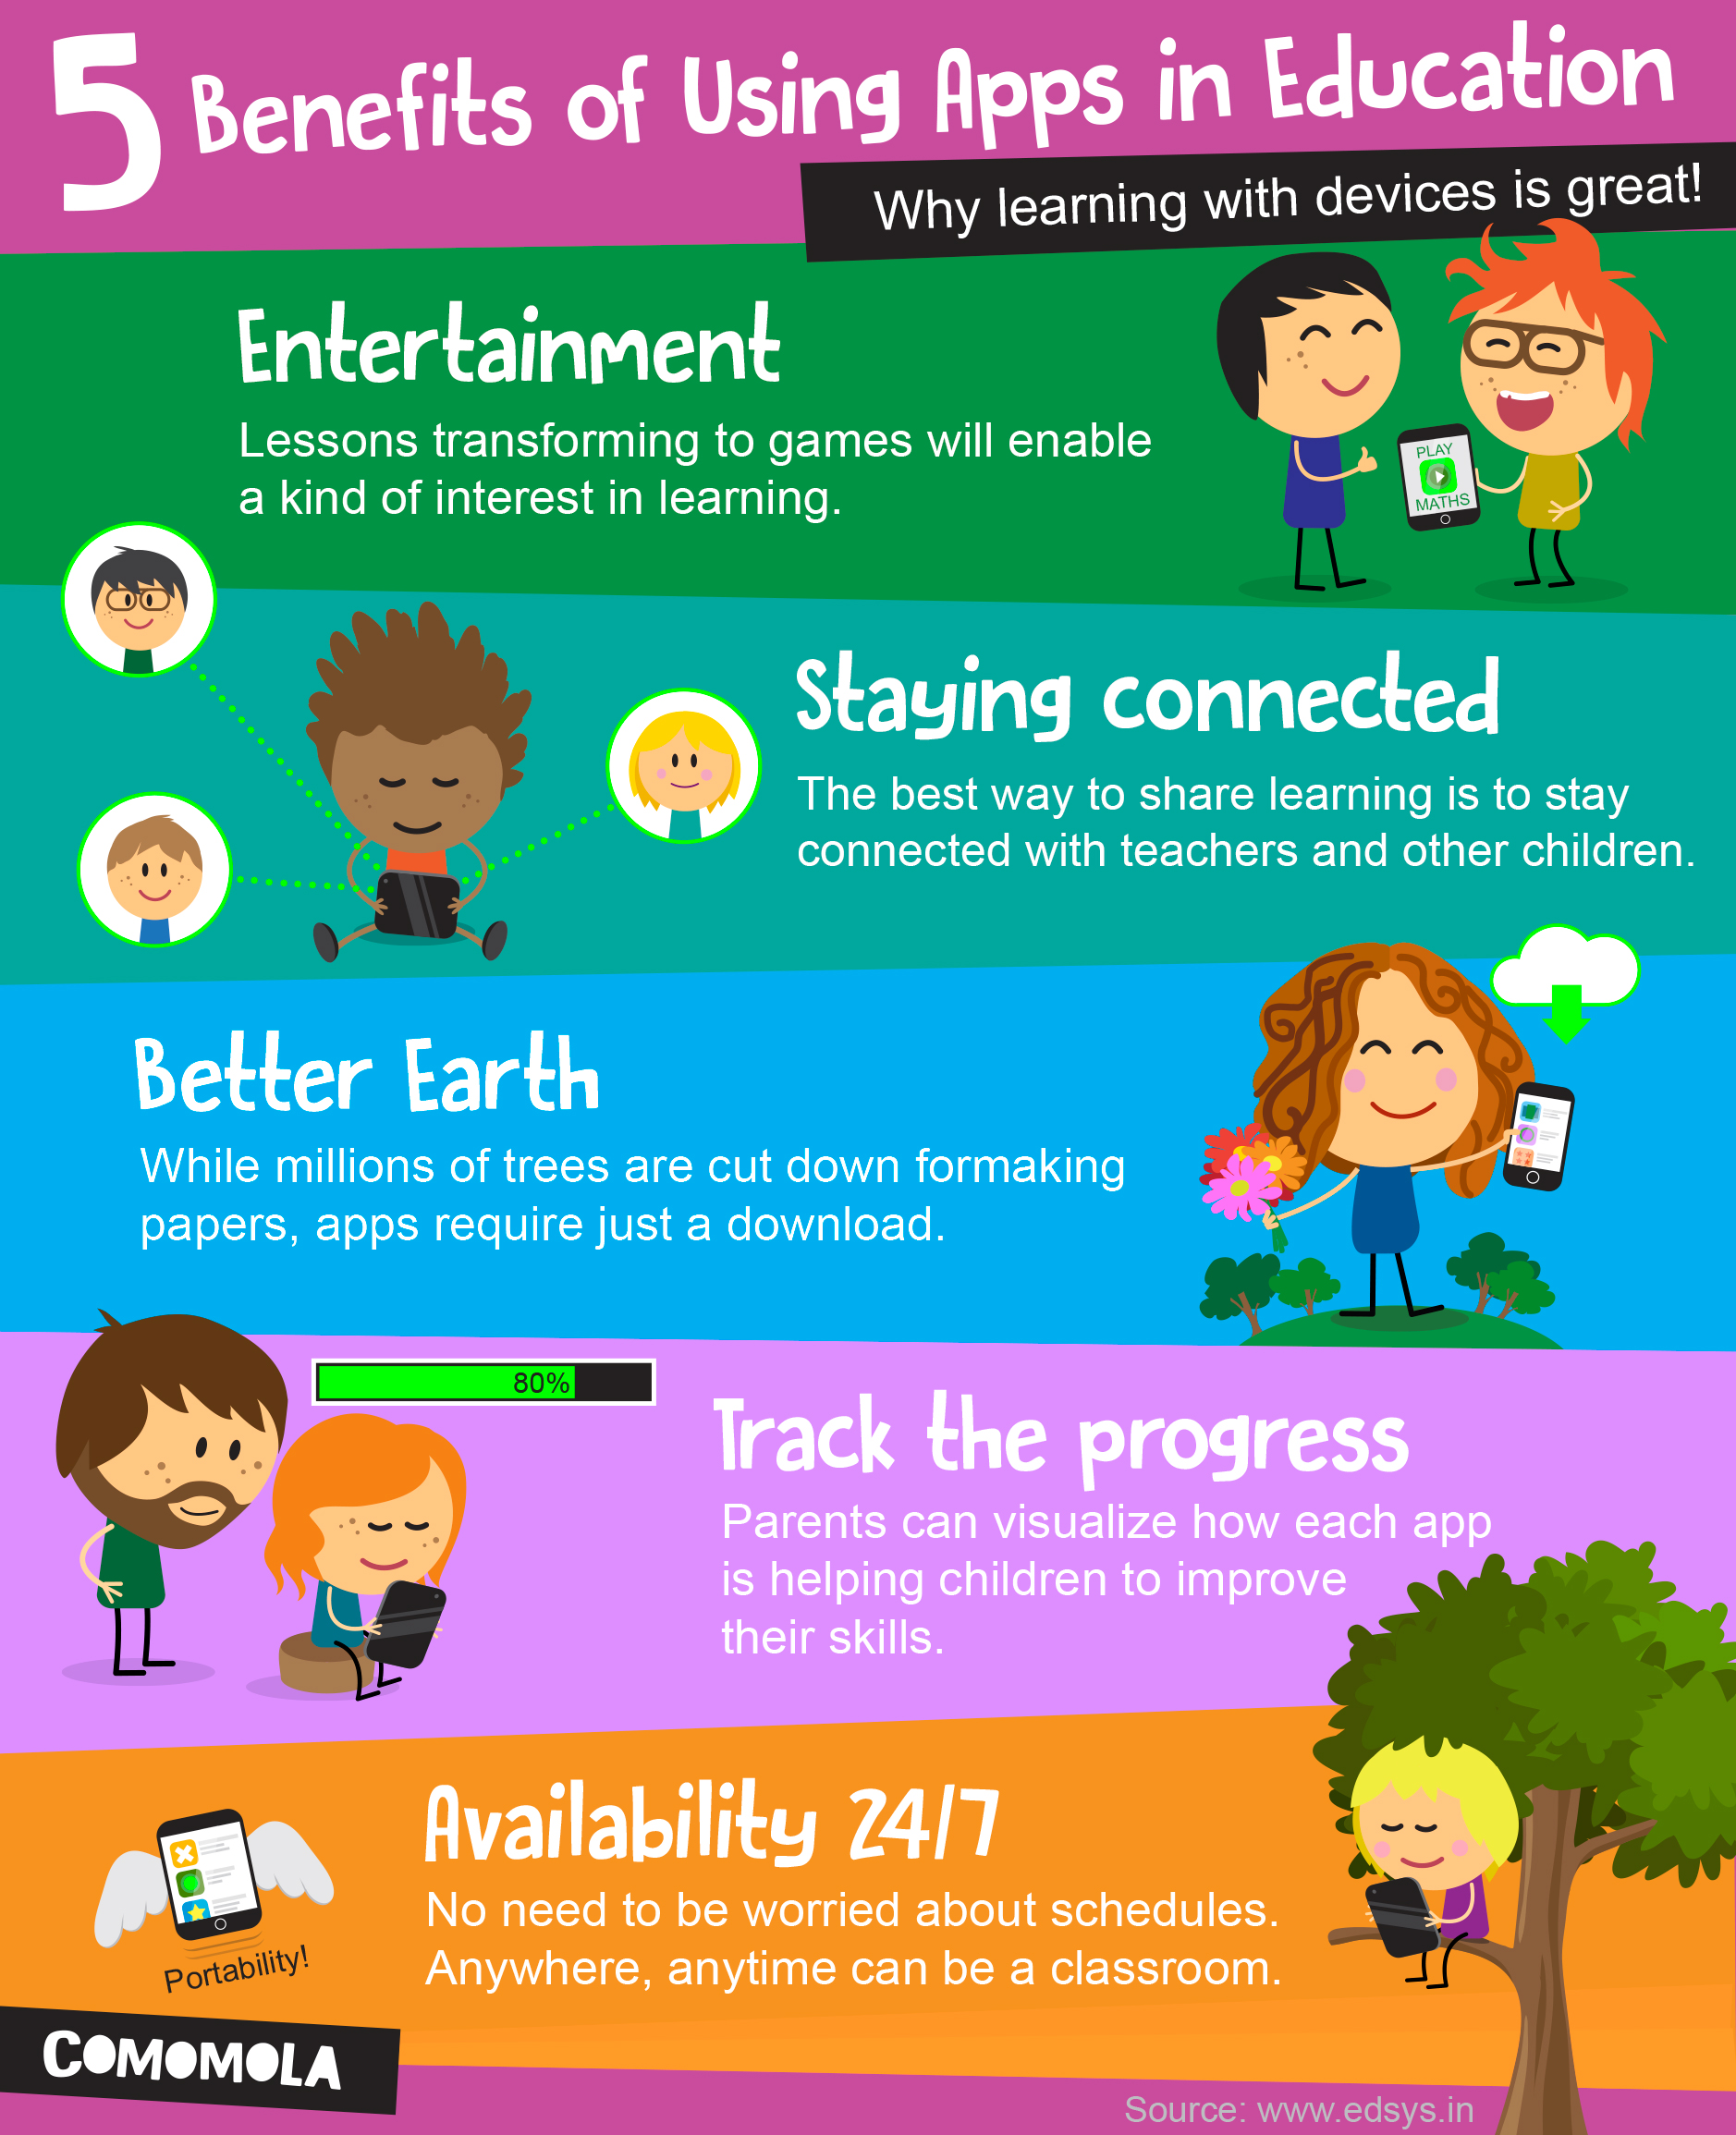 5 Benefits of Using Apps in Education
Why learning with devices is great!
Entertainment
Lessons transforming to games will enable
a kind of interest in learning.
PLAY
MATHS
Staying connected
The best way to share learning is to stay
connected with teachers and other children.
Better Earth
While millions of trees are cut down formaking
papers, apps require just a download.
80%
Track the progress
Parents can visualize how each app
is helping children to improve
their skills.
Availability 24/7
No need to be worried about schedules.
Anywhere, anytime can be a classroom.
Portability!
COMOMOLA
Source: www.edsys.in